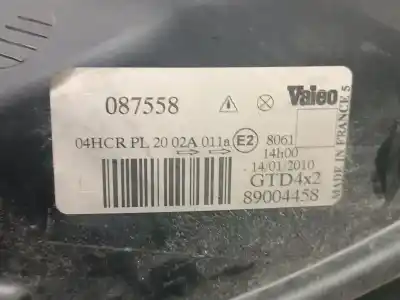 087558
Valeo
04HCR PL 20 02A 011a E2 8061
14h00
14/01/2010
GTD4x2
89004458
MADE IN FRANCE 5